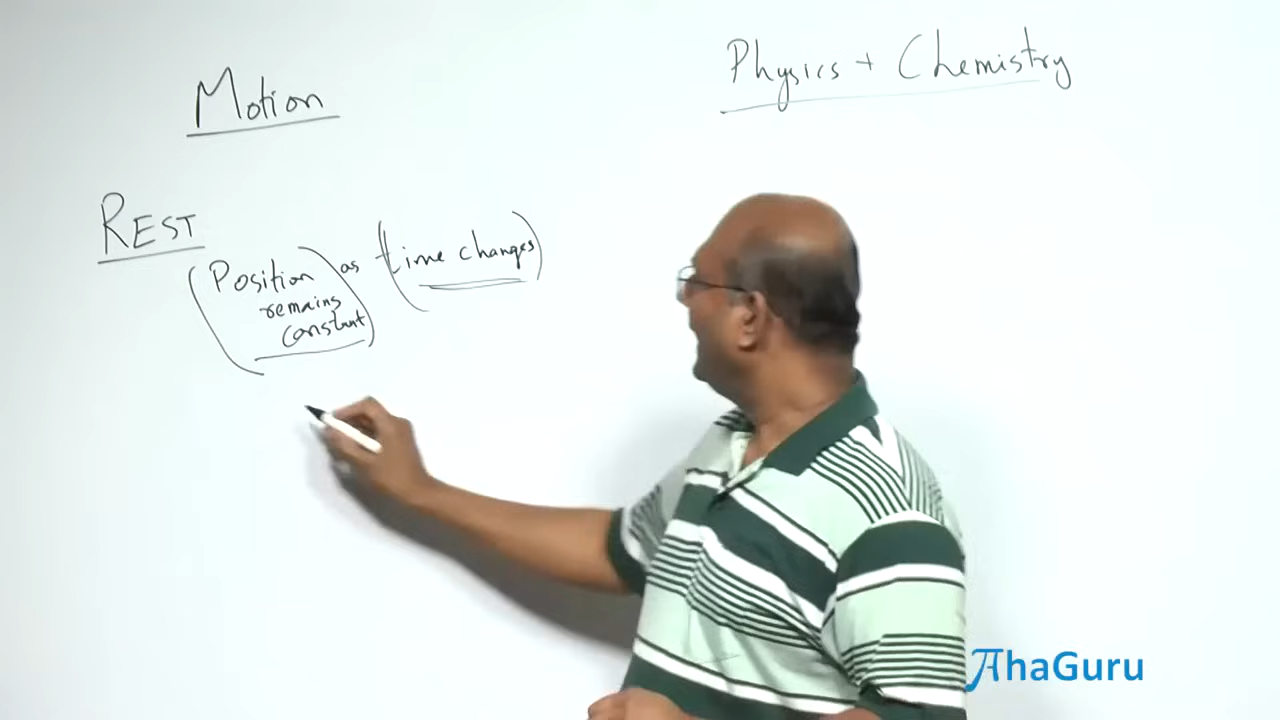 Motion
Physics + Chemistry
REST
(Position) as (time changes)
remains
constant
AhaGuru